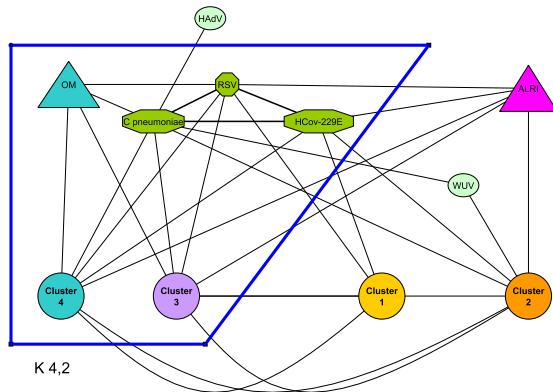 HAdV
OM
RSV
ALRI
C pneumoniae
HCov-229E
WUV
Cluster
4
Cluster
3
Cluster
1
Cluster
2
K 4,2